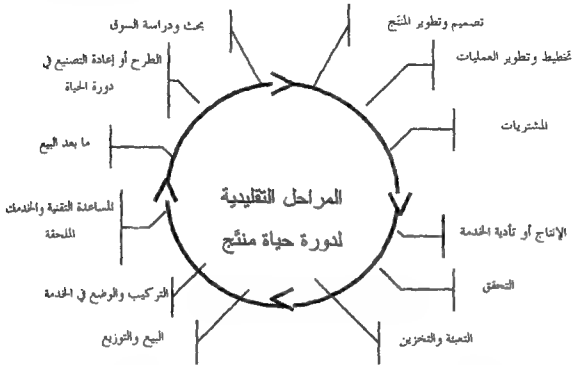 بحث ودراسة السوق
تصميم وتطوير المنتَج
تخطيط وتطوير العمليات
المشتريات
الإنتاج أو تأدية الخدمة
التحقق
التعبئة والتخزين
البيع والتوزيع
التركيب والوضع في الخدمة
المساعدة التقنية والخدمات
الملحقة
ما بعد البيع
الطرح أو إعادة التصنيع في
دورة الحياة
المراحل التقليدية
لدورة حياة منتَج